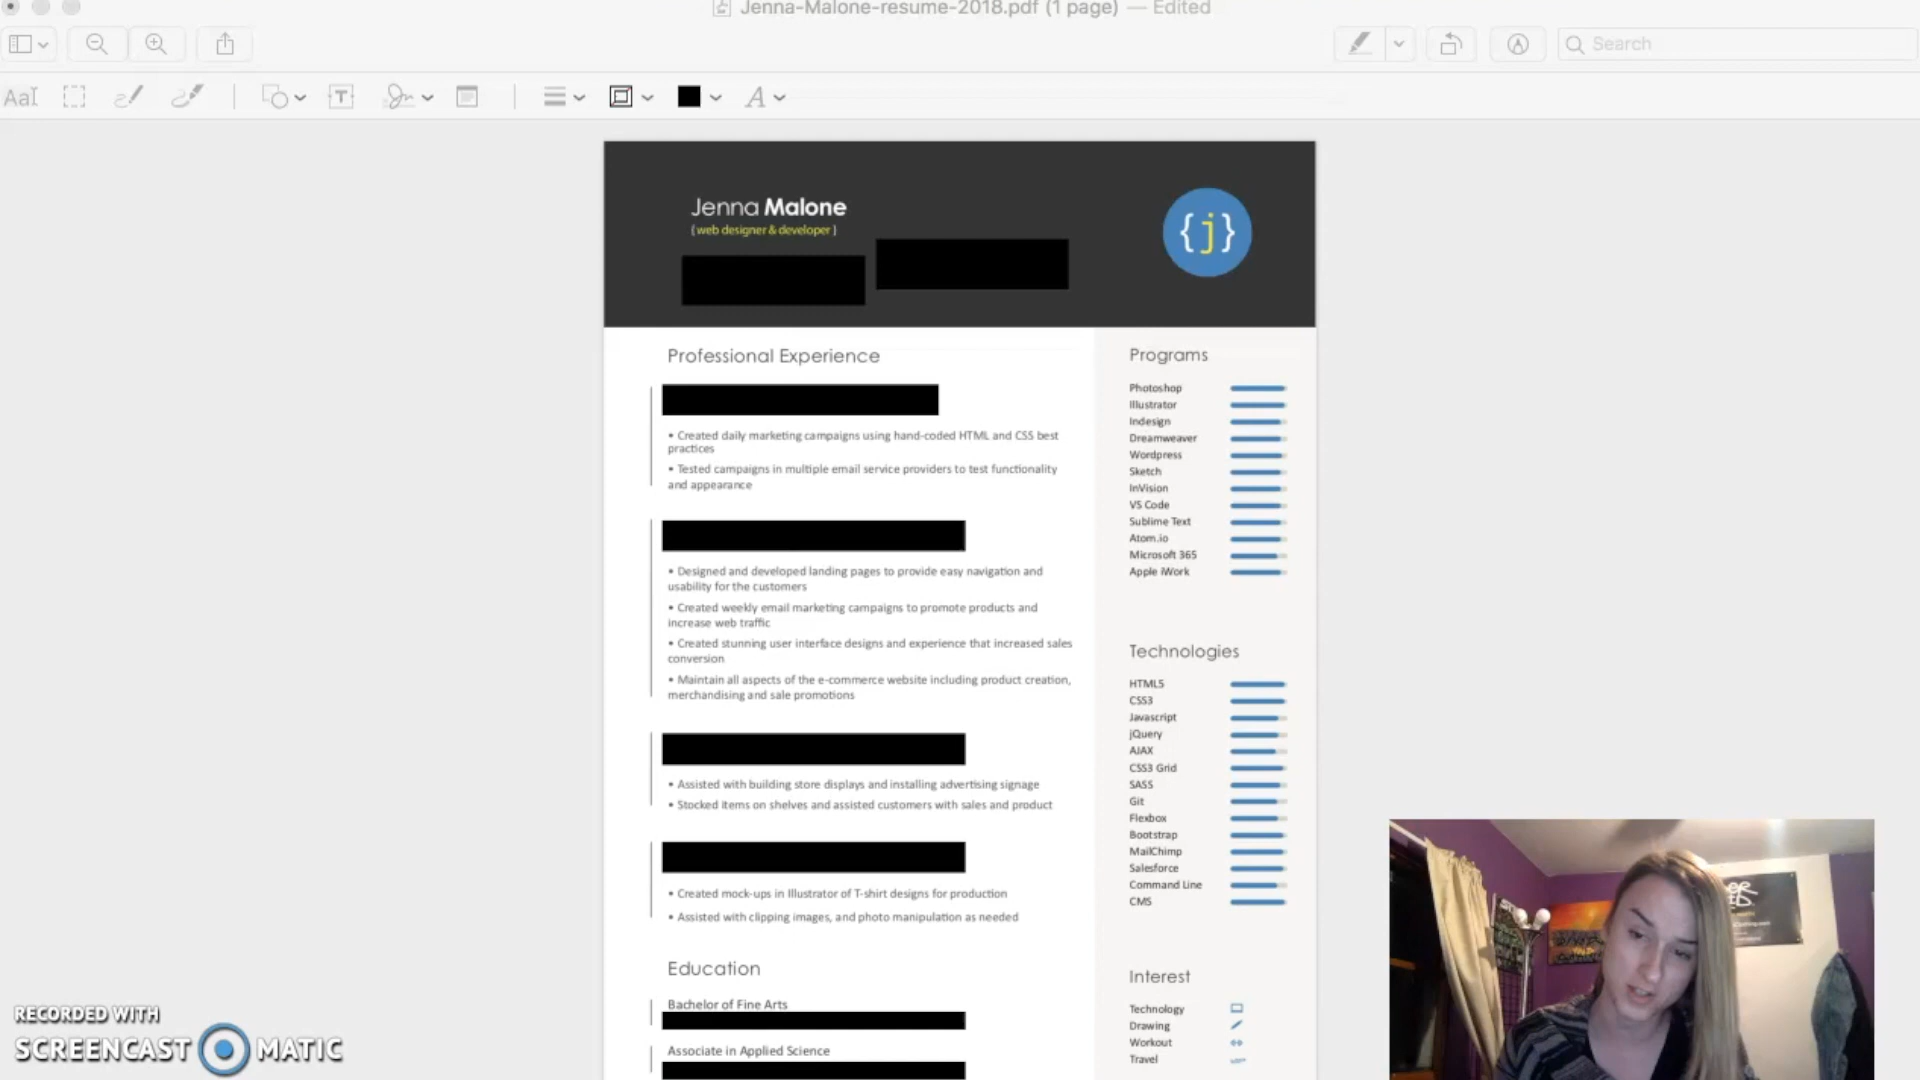 Jenna-Malone-resume-2018.pdf (1 page) — Edited
Search
AaI
T
A
Jenna Malone
{ web designer & developer }
{j}
Professional Experience
• Created daily marketing campaigns using hand-coded HTML and CSS best
practices
• Tested campaigns in multiple email service providers to test functionality
and appearance
• Designed and developed landing pages to provide easy navigation and
usability for the customers
• Created weekly email marketing campaigns to promote products and
increase web traffic
• Created stunning user interface designs and experience that increased sales
conversion
• Maintain all aspects of the e-commerce website including product creation,
merchandising and sale promotions
• Assisted with building store displays and installing advertising signage
• Stocked items on shelves and assisted customers with sales and product
• Created mock-ups in Illustrator of T-shirt designs for production
• Assisted with clipping images, and photo manipulation as needed
Education
Bachelor of Fine Arts
Associate in Applied Science
Programs
Photoshop
Illustrator
Indesign
Dreamweaver
Wordpress
Sketch
InVision
VS Code
Sublime Text
Atom.io
Microsoft 365
Apple iWork
Technologies
HTML5
CSS3
Javascript
jQuery
AJAX
CSS3 Grid
SASS
Git
Flexbox
Bootstrap
MailChimp
Salesforce
Command Line
CMS
Interest
Technology
Drawing
Workout
Travel
RECORDED WITH
SCREENCAST MATIC